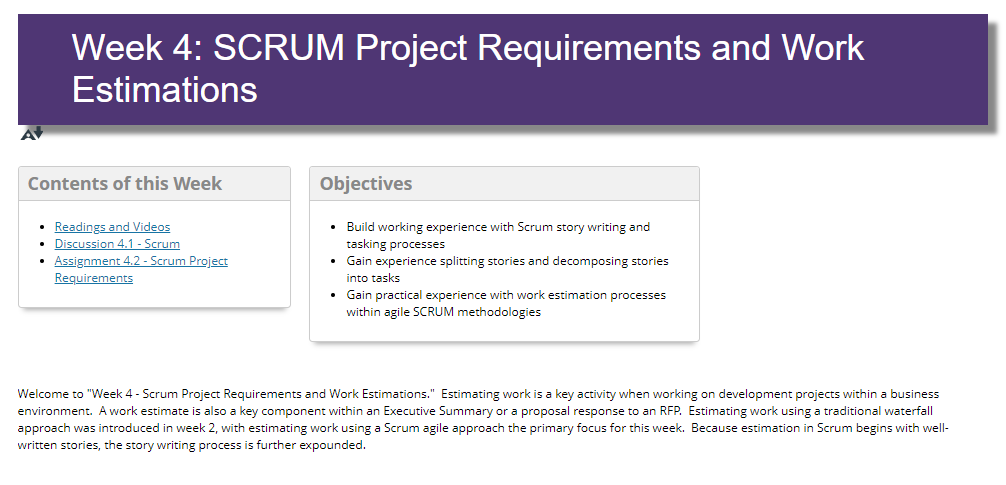 Week 4: SCRUM Project Requirements and Work
Estimations
Contents of this Week
Readings and Videos
Discussion 4.1 - Scrum
Assignment 4.2 - Scrum Project
Requirements
Objectives
Build working experience with Scrum story writing and
tasking processes
Gain experience splitting stories and decomposing stories
into tasks
Gain practical experience with work estimation processes
within agile SCRUM methodologies
Welcome to "Week 4 - Scrum Project Requirements and Work Estimations."  Estimating work is a key activity when working on development projects within a business
environment.  A work estimate is also a key component within an Executive Summary or a proposal response to an RFP.  Estimating work using a traditional waterfall
approach was introduced in week 2, with estimating work using a Scrum agile approach the primary focus for this week.  Because estimation in Scrum begins with well-
written stories, the story writing process is further expounded.